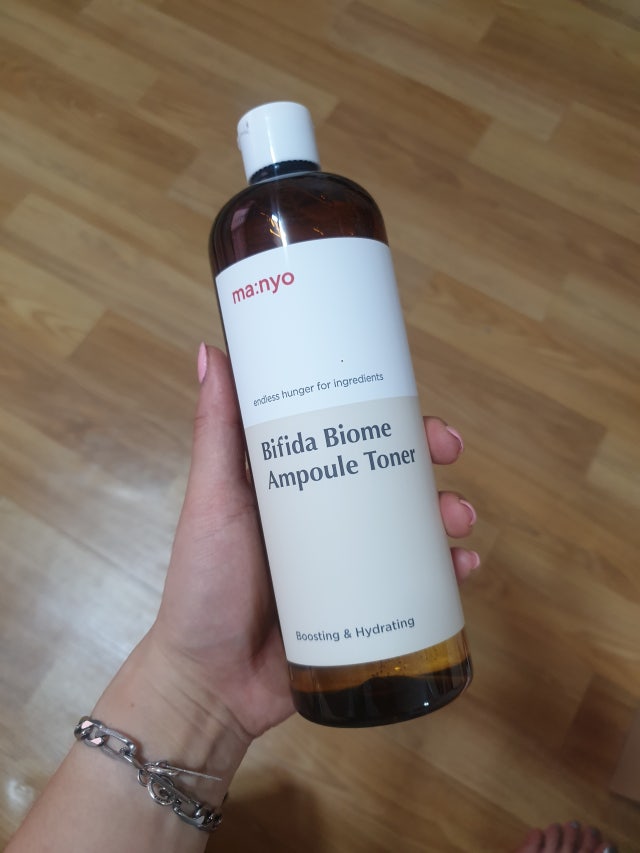 ma:nyo
endless hunger for ingredients
Bifida Biome
Ampoule Toner
Boosting & Hydrating